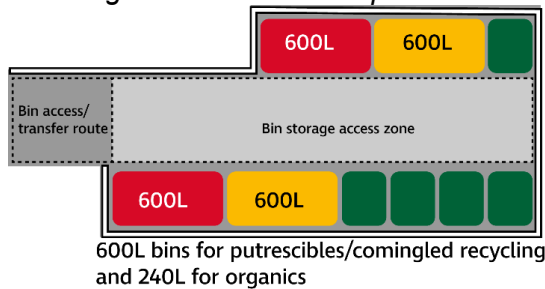 600L 600L
Bin access/
transfer route
Bin storage access zone
600L 600L
600L bins for putrescibles/comingled recycling
and 240L for organics